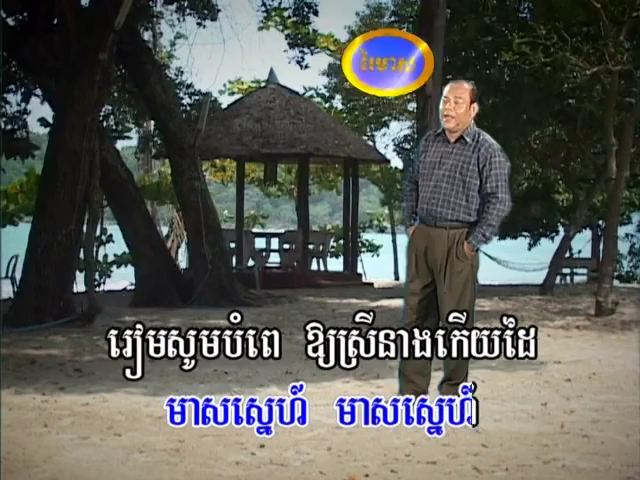 រៀមសូមបំពេ ឱ្យស្រីនាងកើយដៃ
មាសស្នេហ៍ មាសស្នេហ៍